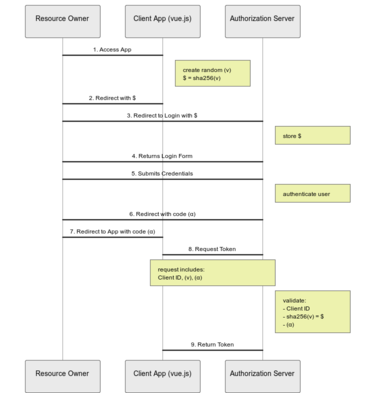 Resource Owner
Client App (vue.js)
Authorization Server
1. Access App
create random (v)
$ = sha256(v)
2. Redirect with $
3. Redirect to Login with $
store $
4. Returns Login Form
5. Submits Credentials
authenticate user
6. Redirect with code (α)
7. Redirect to App with code (α)
8. Request Token
request includes:
Client ID, (v), (α)
validate:
- Client ID
- sha256(v) = $
- (α)
9. Return Token
Resource Owner
Client App (vue.js)
Authorization Server